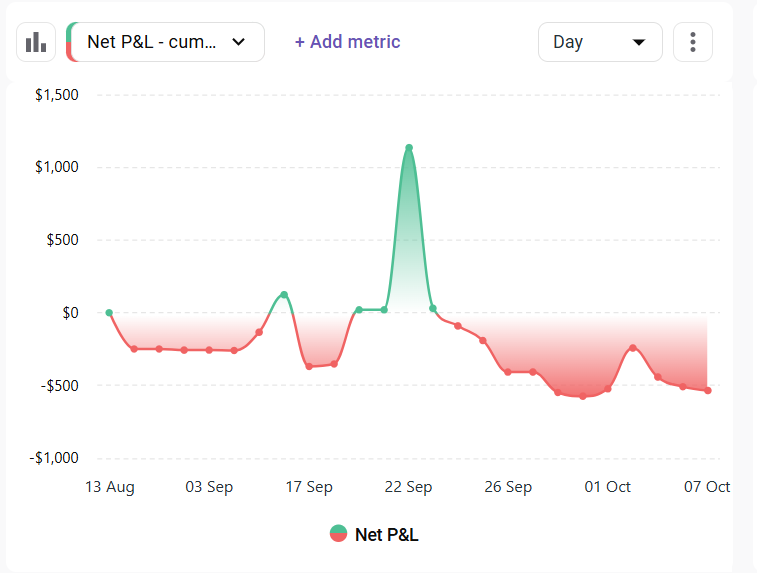 Net P&L - cum...
+ Add metric
Day
$1,500
$1,000
$500
$0
-$500
-$1,000
13 Aug
03 Sep
17 Sep
22 Sep
26 Sep
01 Oct
07 Oct
Net P&L